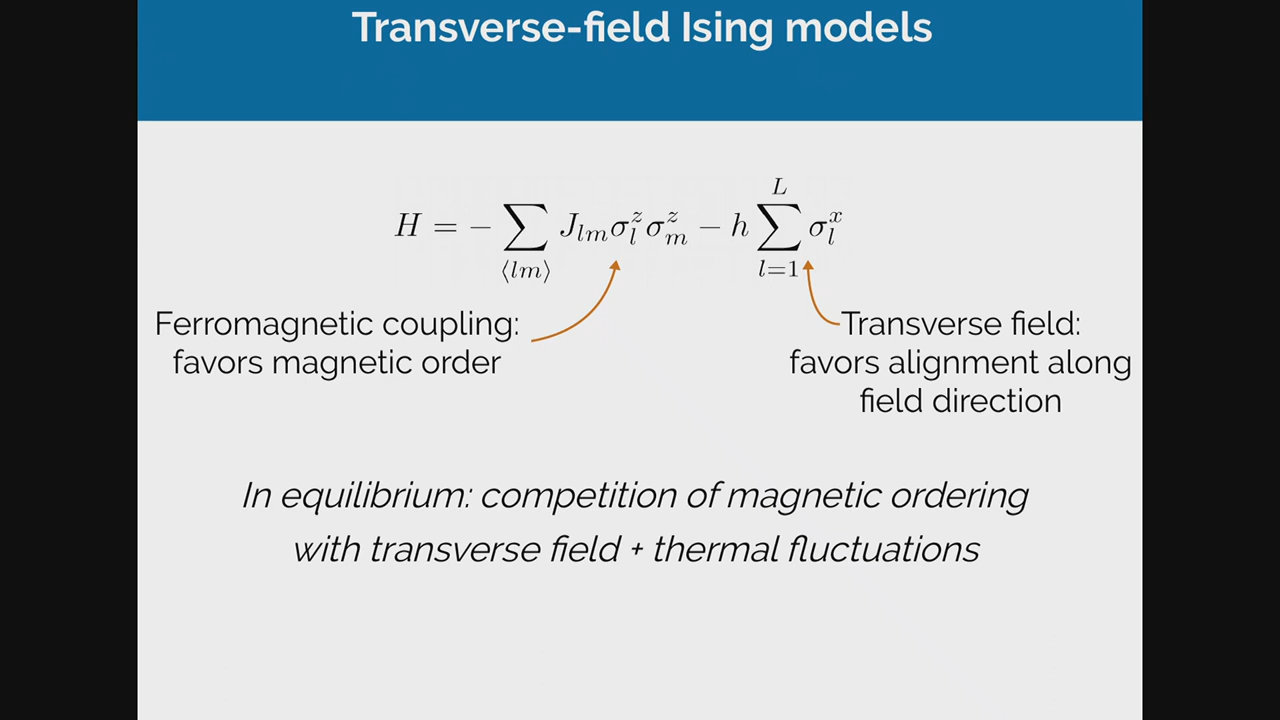 Transverse-field Ising models
H = − ∑_{⟨lm⟩} J_{lm} σ_l^z σ_m^z − h ∑_{l=1}^{L} σ_l^x
Ferromagnetic coupling:
favors magnetic order
Transverse field:
favors alignment along
field direction
In equilibrium: competition of magnetic ordering
with transverse field + thermal fluctuations